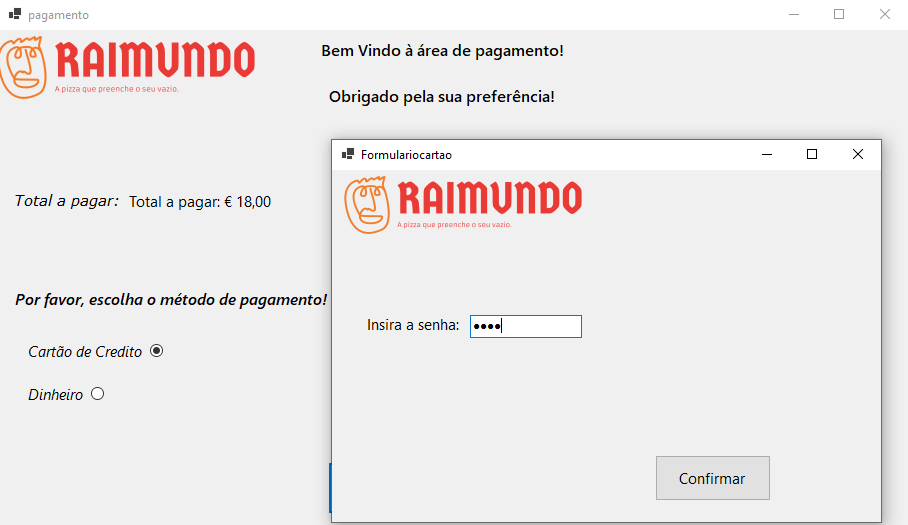 pagamento
RAIMUNDO
A pizza que preenche o seu vazio.
Bem Vindo à área de pagamento!
Obrigado pela sua preferência!
Total a pagar: Total a pagar: € 18,00
Por favor, escolha o método de pagamento!
Cartão de Credito
Dinheiro
Formulariocartao
RAIMUNDO
A pizza que preenche o seu vazio.
Insira a senha: ●●●●
Confirmar